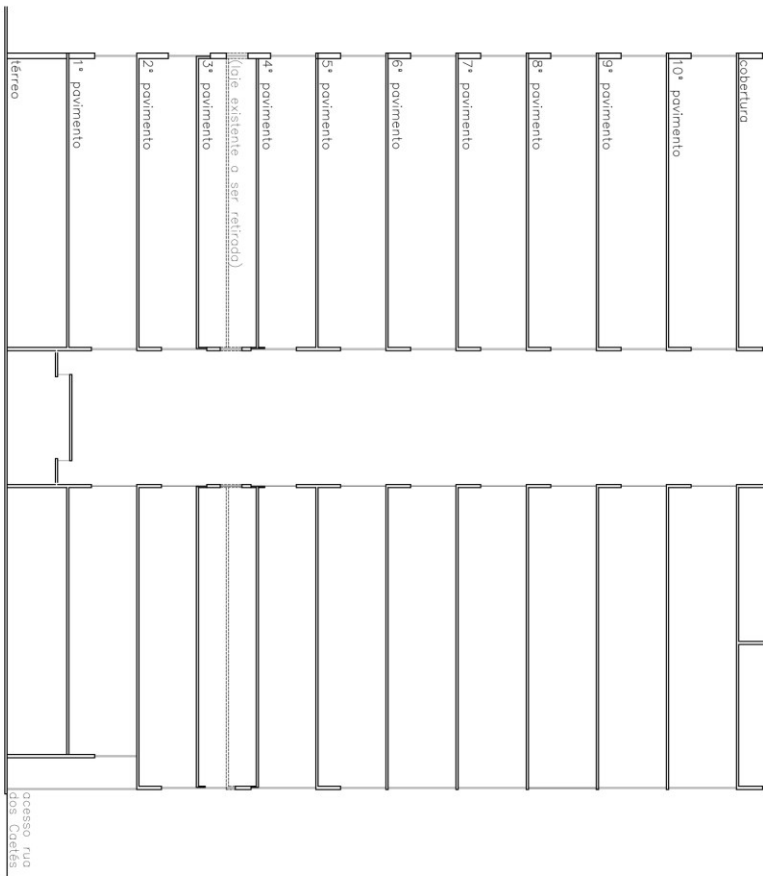 cobertura
10° pavimento
9° pavimento
8° pavimento
7° pavimento
6° pavimento
5° pavimento
4° pavimento
(laje existente a ser retirada)
3° pavimento
2° pavimento
1° pavimento
térreo
acesso rua
dos Caetés